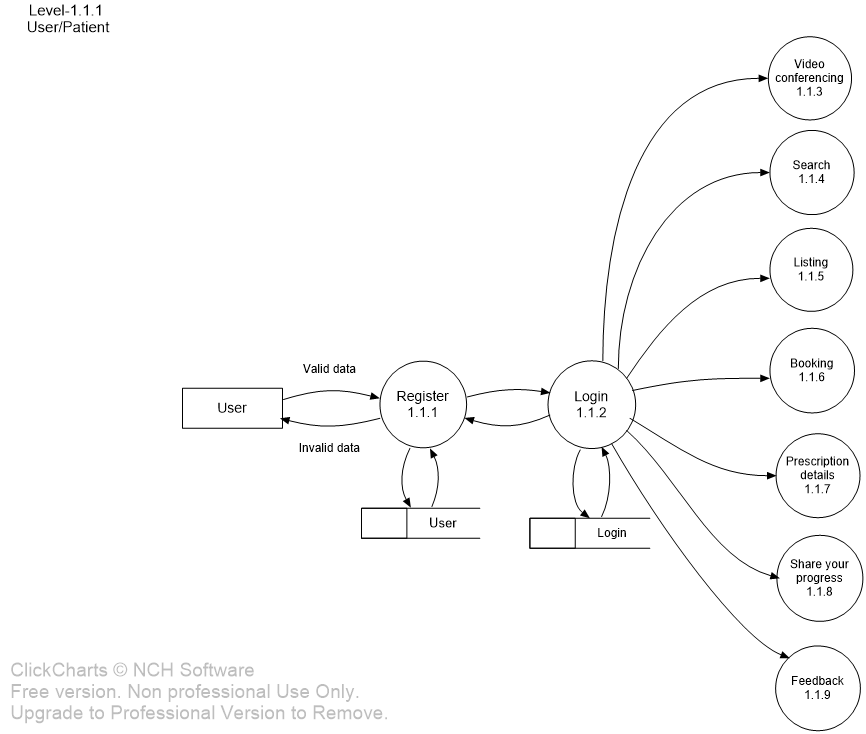 Level-1.1.1
User/Patient
Video
conferencing
1.1.3
Search
1.1.4
Listing
1.1.5
Valid data
Booking
1.1.6
User
Register
1.1.1
Login
1.1.2
Invalid data
Prescription
details
1.1.7
User
Login
Share your
progress
1.1.8
Feedback
1.1.9
ClickCharts © NCH Software
Free version. Non professional Use Only.
Upgrade to Professional Version to Remove.